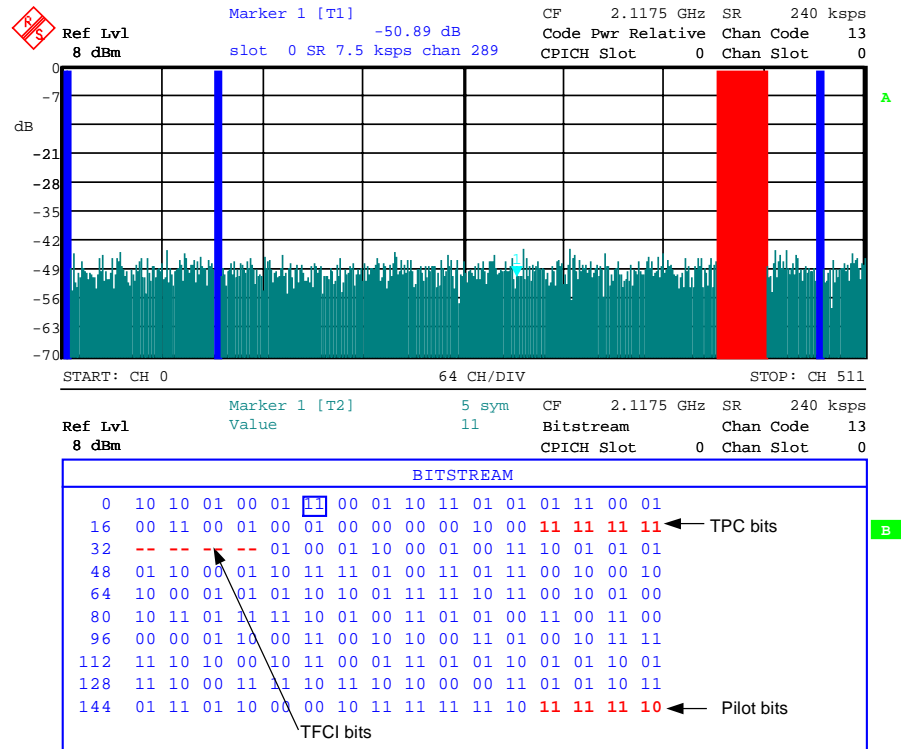 R S
Marker 1 [T1] CF 2.1175 GHz SR 240 ksps
Ref Lvl -50.89 dB Code Pwr Relative Chan Code 13
8 dBm slot 0 SR 7.5 ksps chan 289 CPICH Slot 0 Chan Slot 0
0
-7
A
dB
-21
-28
-35
-42
1
-49
-56
-63
-70
START: CH 0 64 CH/DIV STOP: CH 511
Marker 1 [T2] 5 sym CF 2.1175 GHz SR 240 ksps
Ref Lvl Value 11 Bitstream Chan Code 13
8 dBm CPICH Slot 0 Chan Slot 0
BITSTREAM
0 10 10 01 00 01 11 00 01 10 11 01 01 01 11 00 01
16 00 11 00 01 00 01 00 00 00 00 10 00 11 11 11 11 TPC bits
B
32 -- -- -- -- 01 00 01 10 00 01 00 11 10 01 01 01
48 01 10 00 01 10 11 11 01 00 11 01 11 00 10 00 10
64 10 00 01 01 01 10 10 01 11 11 10 11 00 10 01 00
80 10 11 01 11 11 10 01 00 01 11 01 00 11 00 11 00
96 00 00 01 10 00 11 00 10 10 00 11 01 00 10 11 11
112 11 10 10 00 10 11 00 01 11 01 01 10 01 01 10 01
128 11 10 00 11 11 10 11 10 10 00 00 11 01 01 10 11
144 01 11 01 10 00 00 10 10 11 11 11 10 11 11 11 10 Pilot bits
TFCI bits